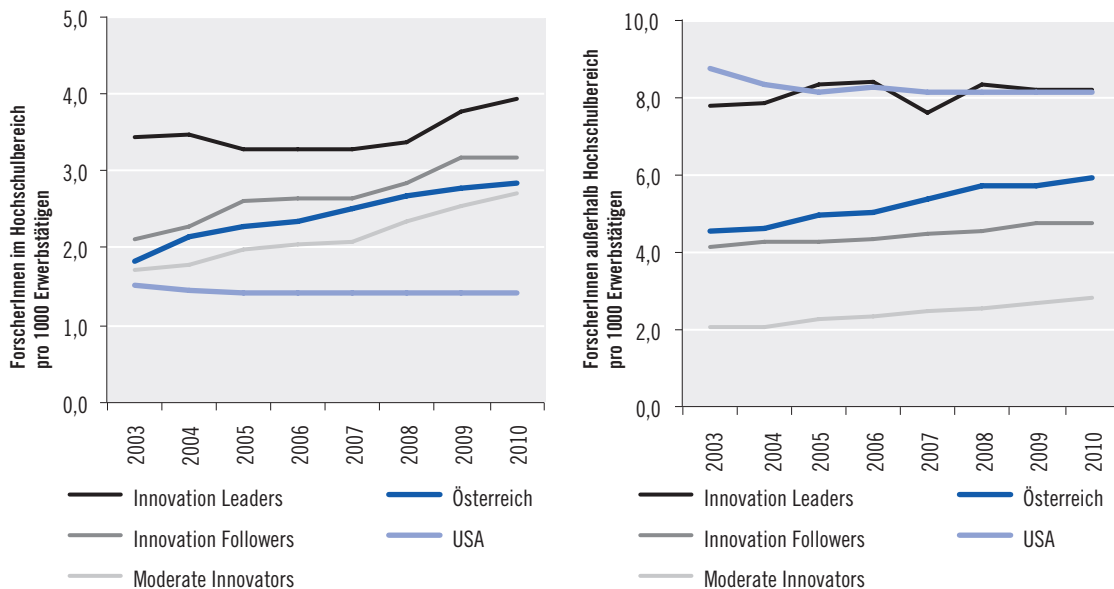 ForscherInnen im Hochschulbereich
pro 1000 Erwerbstätigen
5,0
4,0
3,0
2,0
1,0
0,0
2003
2004
2005
2006
2007
2008
2009
2010
Innovation Leaders
Österreich
Innovation Followers
USA
Moderate Innovators
ForscherInnen außerhalb Hochschulbereich
pro 1000 Erwerbstätigen
10,0
8,0
6,0
4,0
2,0
0,0
2003
2004
2005
2006
2007
2008
2009
2010
Innovation Leaders
Österreich
Innovation Followers
USA
Moderate Innovators